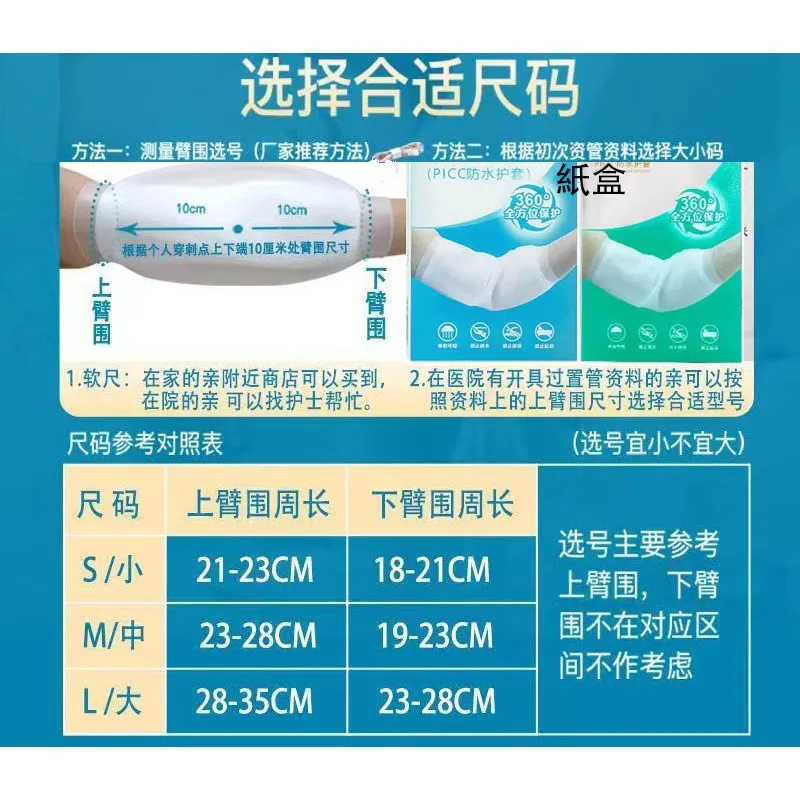 选择合适尺码
方法一：测量臂围选号（厂家推荐方法）
方法二：根据初次资管资料选择大小码
10cm 10cm
根据个人穿刺点上下端10厘米处臂围尺寸
上臂围
下臂围
(PICC防水护套)
紙盒
360°
全方位保护
360°
全方位保护
1.软尺：在家的亲附近商店可以买到，
在院的亲 可以找护士帮忙。
2.在医院有开具过置管资料的亲可以按
照资料上的上臂围尺寸选择合适型号
尺码参考对照表
（选号宜小不宜大）
尺码 上臂围周长 下臂围周长
S/小 21-23CM 18-21CM
M/中 23-28CM 19-23CM
L/大 28-35CM 23-28CM
选号主要参考
上臂围，下臂
围不在对应区
间不作考虑